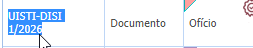 UISTI-DISI
1/2026
Documento
Ofício